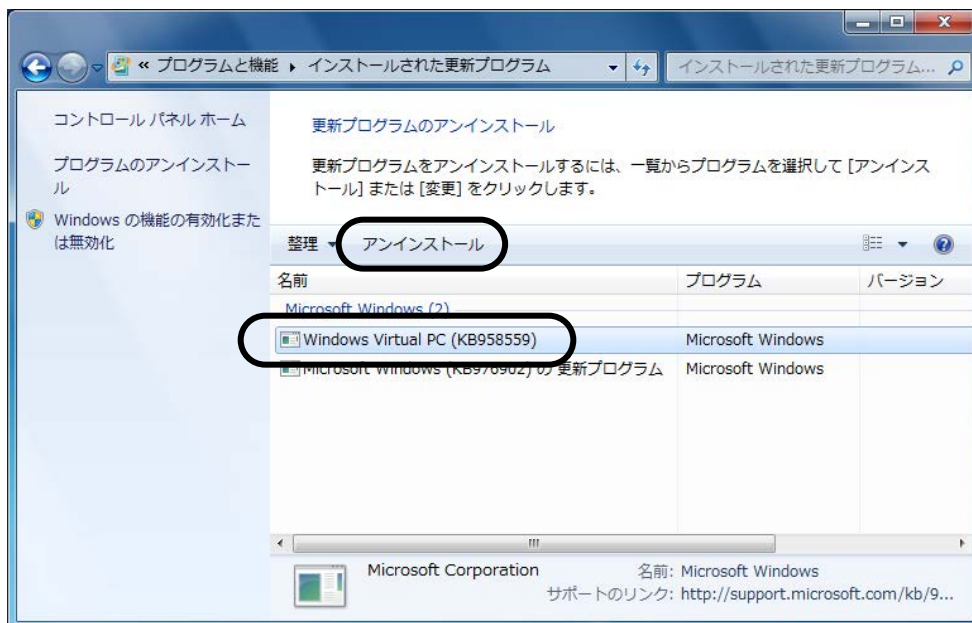 « プログラムと機能 ▸ インストールされた更新プログラム
インストールされた更新プログラム...
コントロール パネル ホーム
プログラムのアンインストー
ル
Windows の機能の有効化また
は無効化
更新プログラムのアンインストール
更新プログラムをアンインストールするには、一覧からプログラムを選択して [アンインス
トール] または [変更] をクリックします。
整理 アンインストール
名前 プログラム バージョン
Microsoft Windows (2)
Windows Virtual PC (KB958559) Microsoft Windows
Microsoft Windows (KB976902) の 更新プログラム Microsoft Windows
Microsoft Corporation 名前: Microsoft Windows
サポートのリンク: http://support.microsoft.com/kb/9...